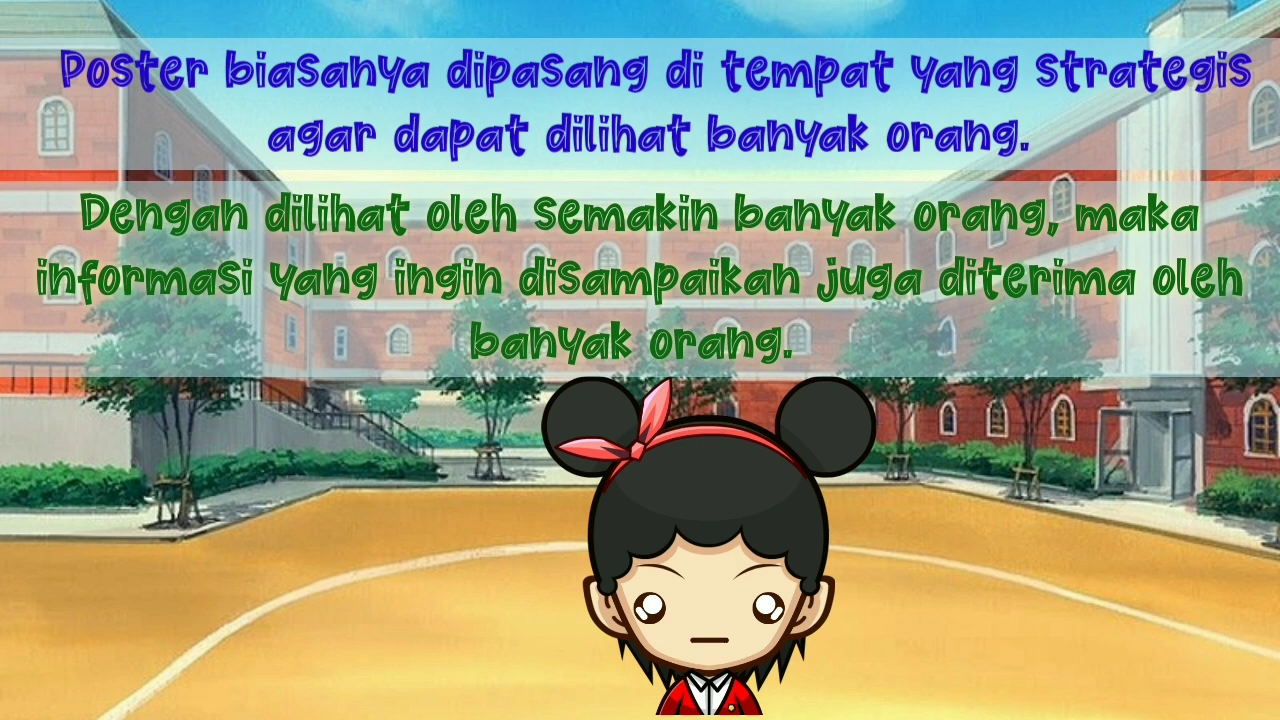 Poster biasanya dipasang di tempat yang strategis
agar dapat dilihat banyak orang.
Dengan dilihat oleh semakin banyak orang, maka
informasi yang ingin disampaikan juga diterima oleh
banyak orang.